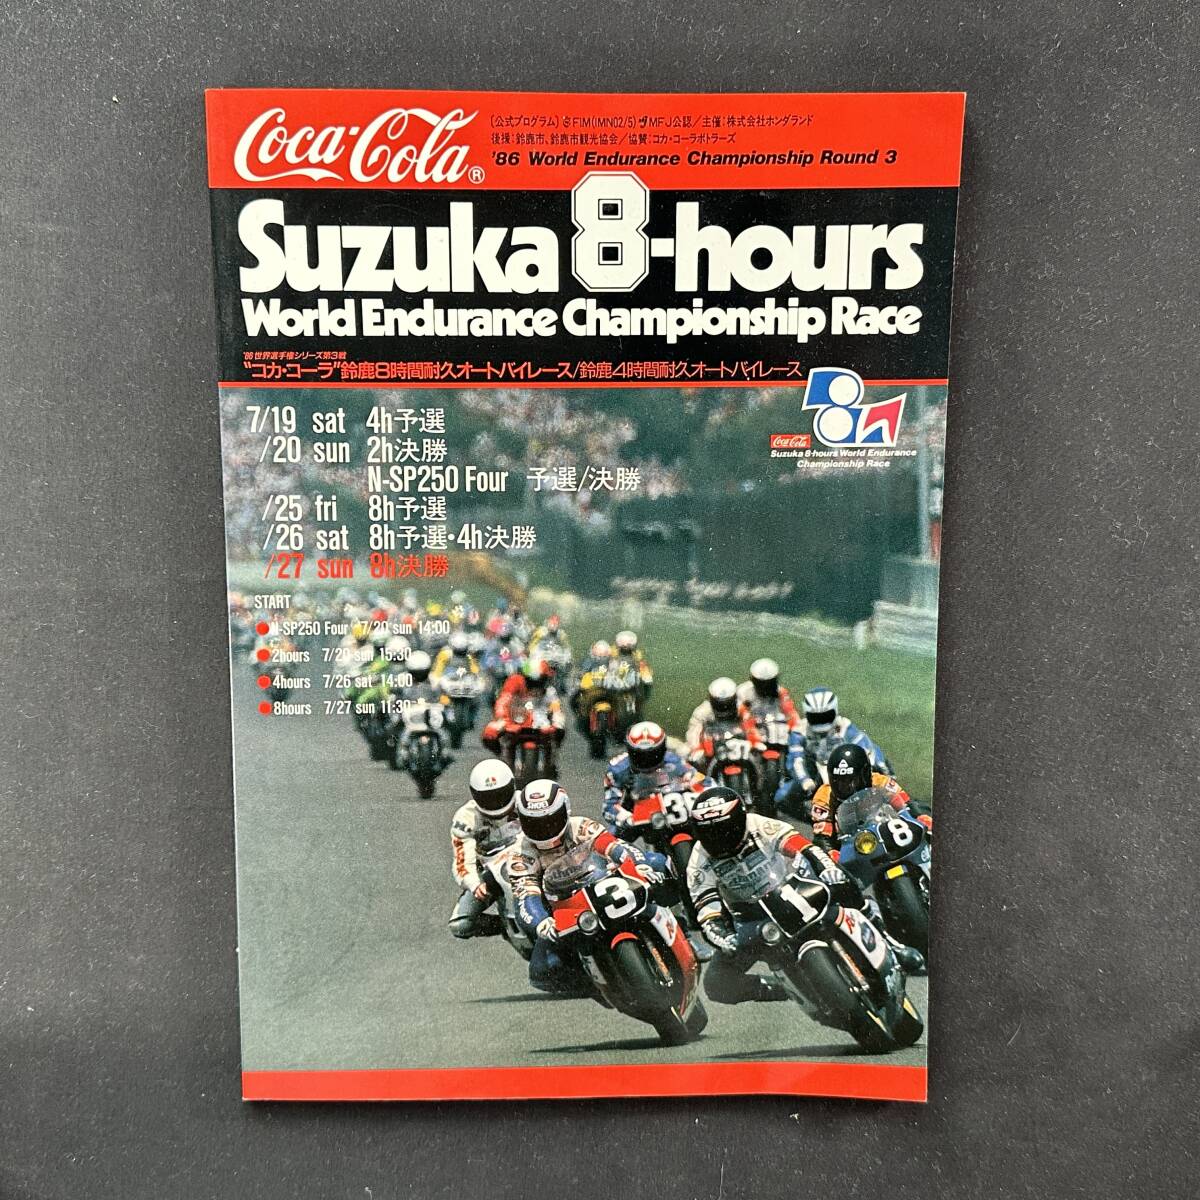 Coca-Cola ®
〔公式プログラム〕FIM(IMN02/5) MFJ公認/主催:株式会社ホンダランド
後援:鈴鹿市、鈴鹿市観光協会/協賛:コカ・コーラボトラーズ
'86 World Endurance Championship Round 3
Suzuka 8-hours
World Endurance Championship Race
'86世界選手権シリーズ第3戦
"コカ・コーラ"鈴鹿8時間耐久オートバイレース/鈴鹿4時間耐久オートバイレース
8h
Coca-Cola
Suzuka 8-hours World Endurance
Championship Race
7/19 sat 4h予選
/20 sun 2h決勝
N-SP250 Four 予選/決勝
/25 fri 8h予選
/26 sat 8h予選・4h決勝
/27 sun 8h決勝
START
●N-SP250 Four 7/20 sun 14:00
●2hours 7/20 sun 15:30
●4hours 7/26 sat 14:00
●8hours 7/27 sun 11:30
37
36
MDS
SHOEI
8
3
1